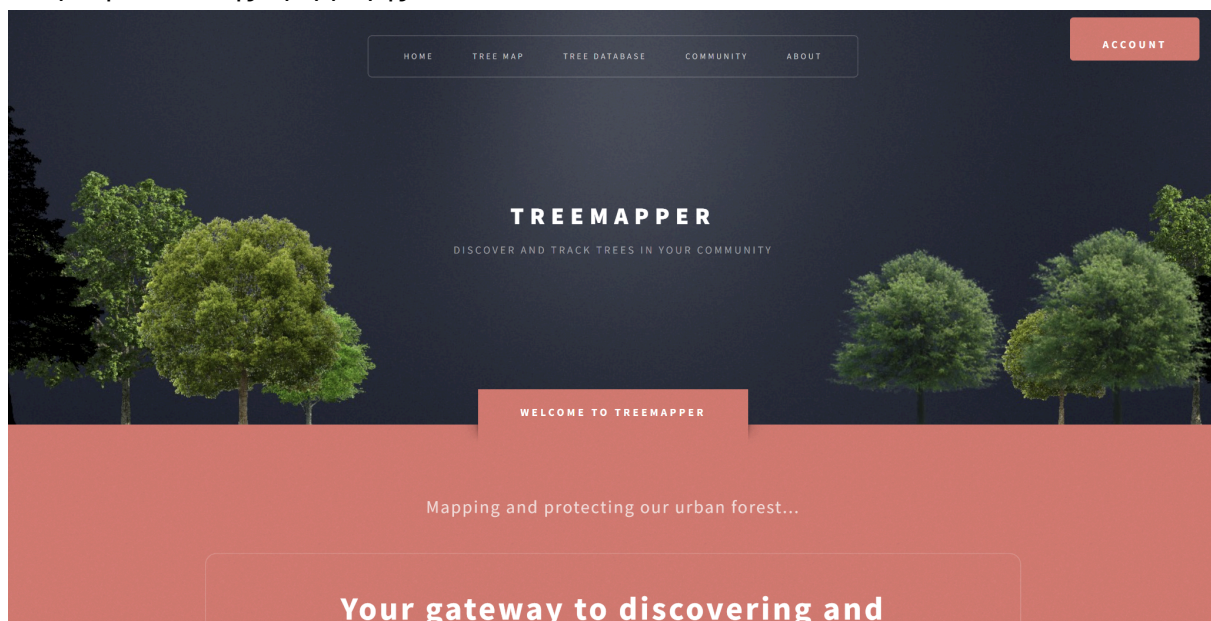 HOME TREE MAP TREE DATABASE COMMUNITY ABOUT
ACCOUNT
TREEMAPPER
DISCOVER AND TRACK TREES IN YOUR COMMUNITY
WELCOME TO TREEMAPPER
Mapping and protecting our urban forest...
Your gateway to discovering and